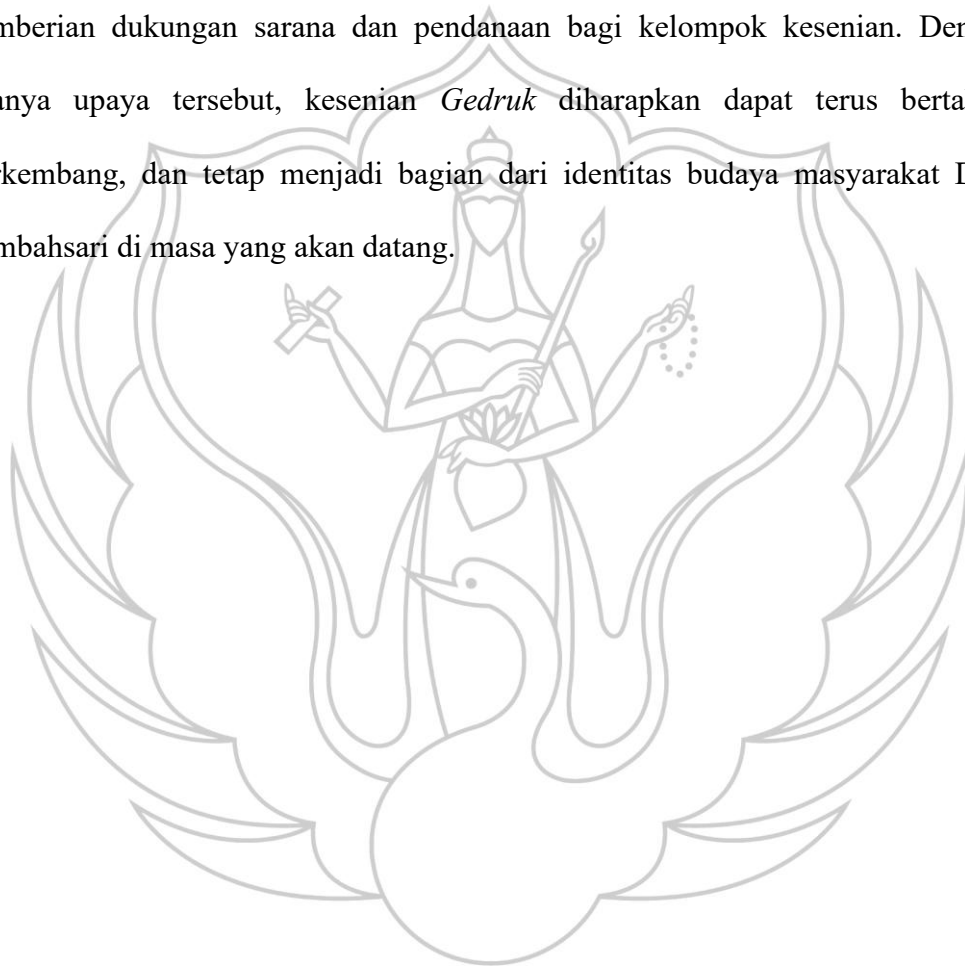 mberian dukungan sarana dan pendanaan bagi kelompok kesenian. Den
anya upaya tersebut, kesenian Gedruk diharapkan dapat terus berta
rkembang, dan tetap menjadi bagian dari identitas budaya masyarakat D
mbahsari di masa yang akan datang.